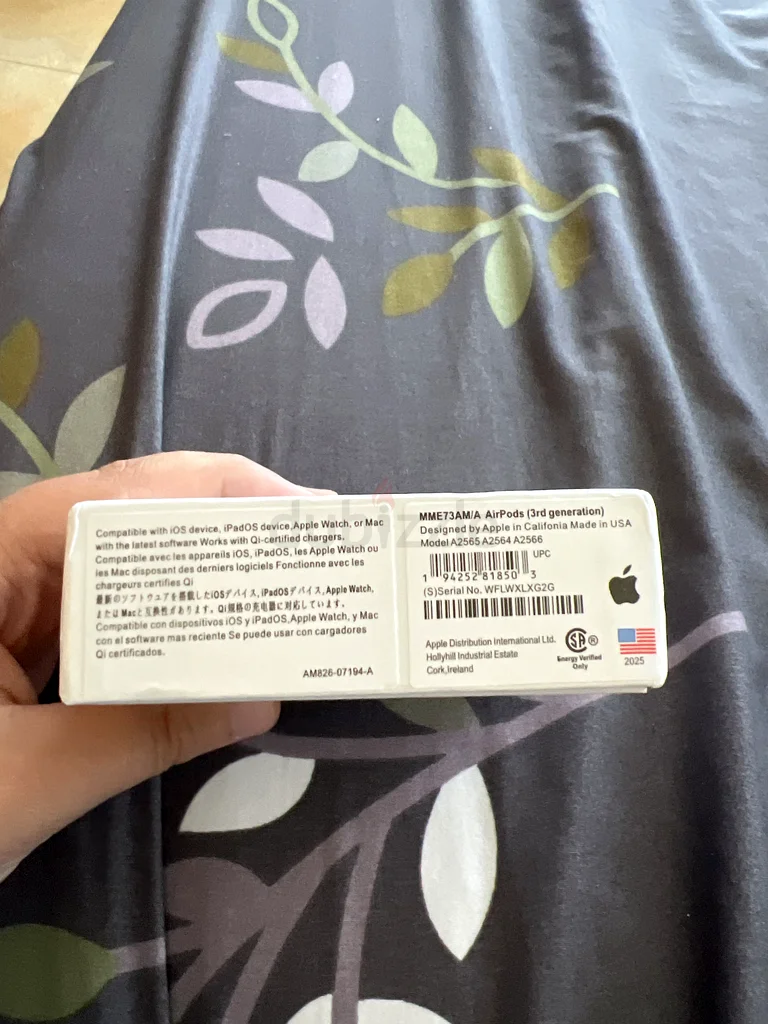 Compatible with iOS device, iPadOS device,Apple Watch, or Mac
with the latest software Works with Qi-certified chargers.
Compatible avec les appareils iOS, iPadOS, les Apple Watch ou
les Mac disposant des derniers logiciels Fonctionne avec les
chargeurs certifies Qi
最新のソフトウエアを搭載したiOSデバイス, iPadOSデバイス, Apple Watch,
またはMacと互換性があります。Qi規格の充電器に対応しています。
Compatible con dispositivos iOS y iPadOS,Apple Watch, y Mac
con el software mas reciente Se puede usar con cargadores
Qi certificados.
AM826-07194-A
MME73AM/A AirPods (3rd generation)
Designed by Apple in Califonia Made in USA
Model A2565 A2564 A2566
UPC
1 94252 81850 3
(S)Serial No. WFLWXLXG2G
Apple Distribution International Ltd.
Hollyhill Industrial Estate
Cork,Ireland
SA®
Energy Verified
Only
2025
dubizzle